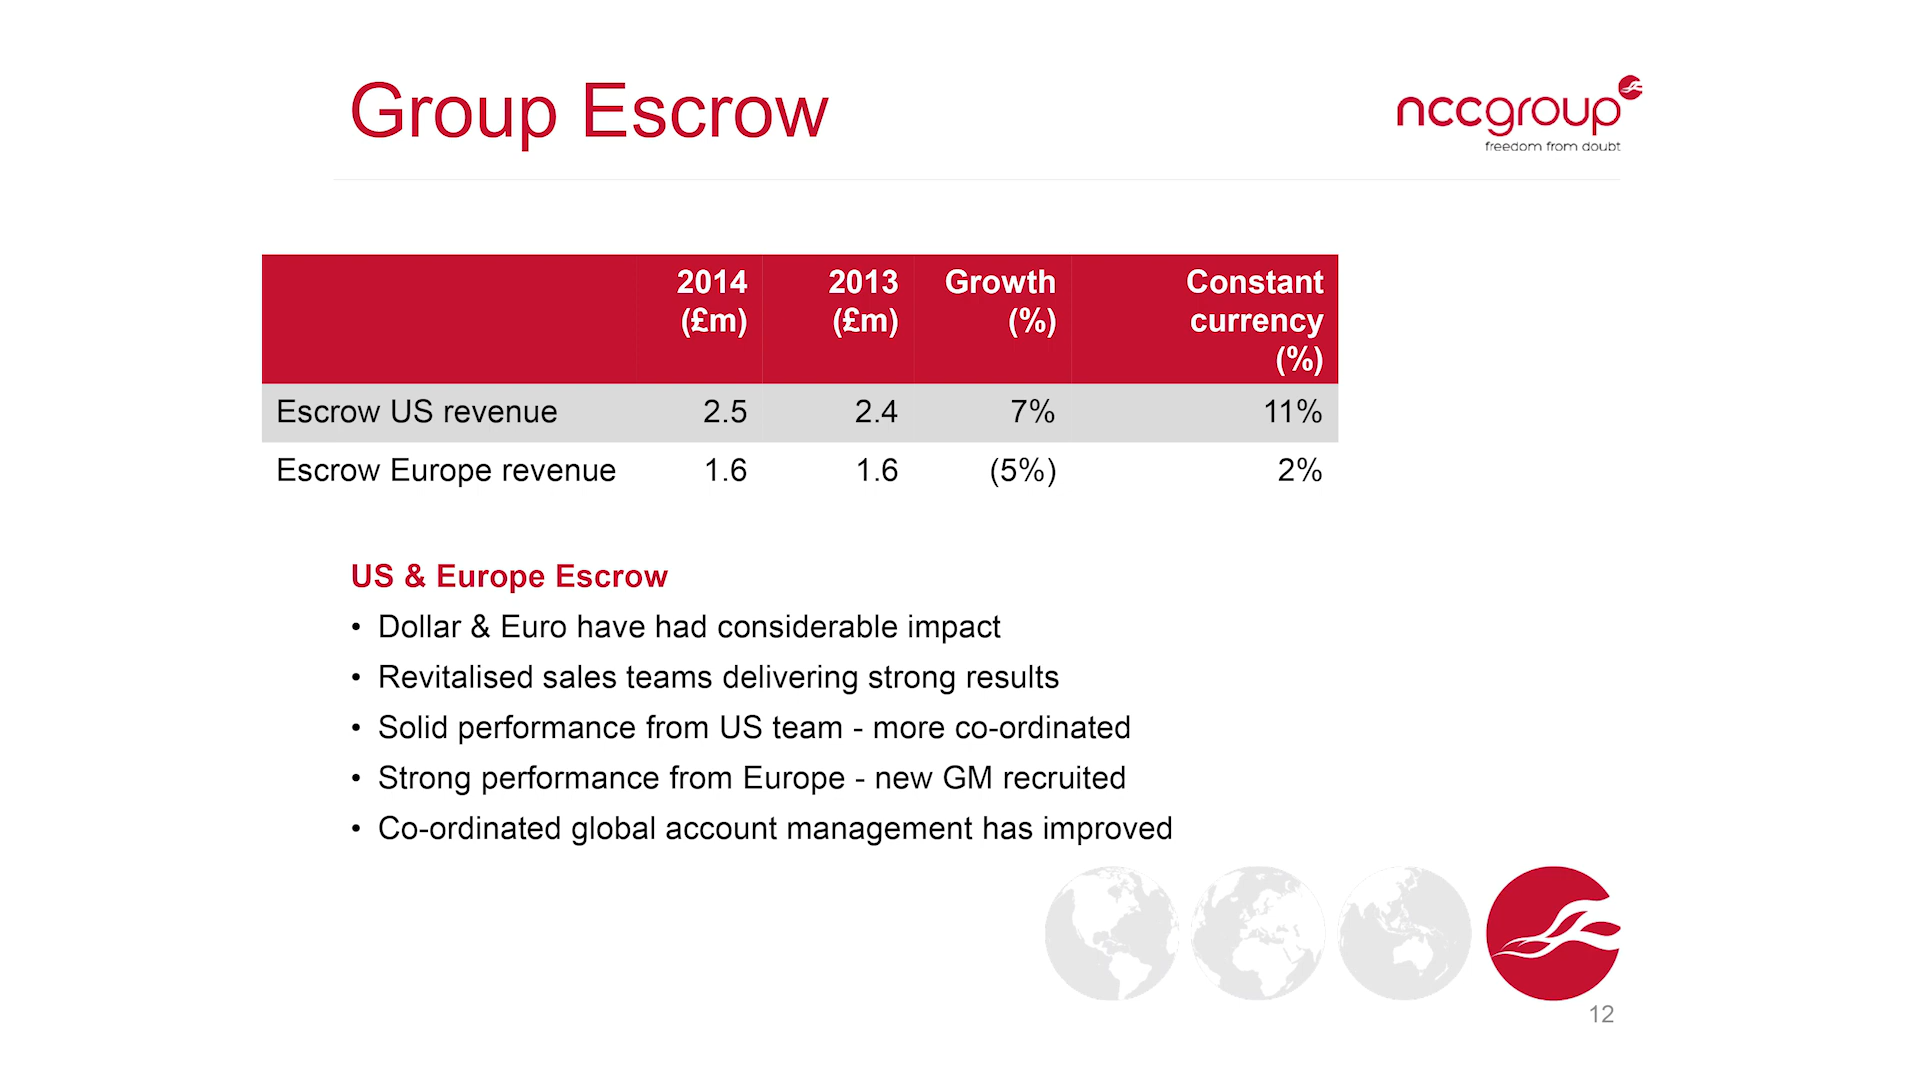 Group Escrow
nccgroup
freedom from doubt
2014 (£m) 2013 (£m) Growth (%) Constant currency (%)
Escrow US revenue 2.5 2.4 7% 11%
Escrow Europe revenue 1.6 1.6 (5%) 2%
US & Europe Escrow
• Dollar & Euro have had considerable impact
• Revitalised sales teams delivering strong results
• Solid performance from US team - more co-ordinated
• Strong performance from Europe - new GM recruited
• Co-ordinated global account management has improved
12